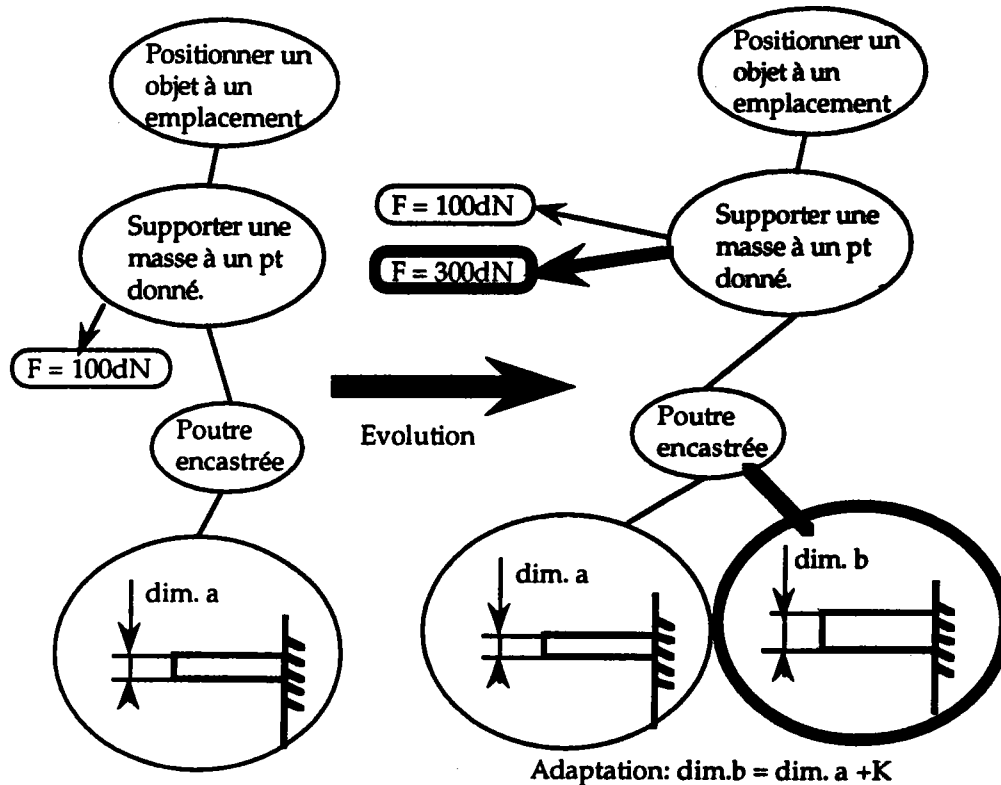 Positionner un
objet à un
emplacement
Supporter une
masse à un pt
donné.
F = 100dN
Poutre
encastrée
dim. a
Evolution
Positionner un
objet à un
emplacement
F = 100dN
F = 300dN
Supporter une
masse à un pt
donné.
Poutre
encastrée
dim. a
dim. b
Adaptation: dim.b = dim. a +K